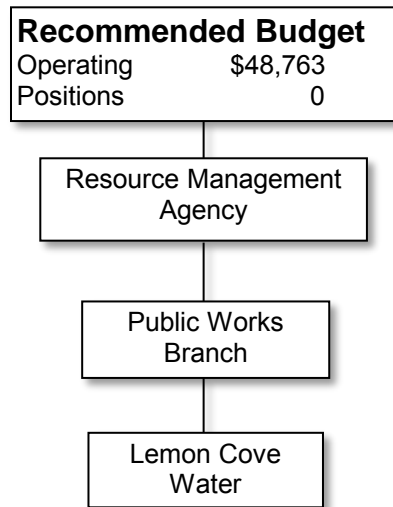 Recommended Budget
Operating $48,763
Positions 0
Resource Management
Agency
Public Works
Branch
Lemon Cove
Water